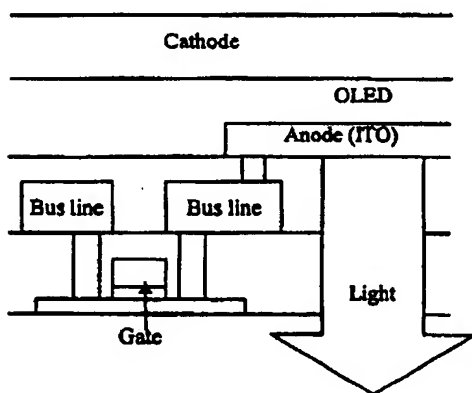 Cathode
OLED
Anode (ITO)
Bus line
Bus line
Light
Gate